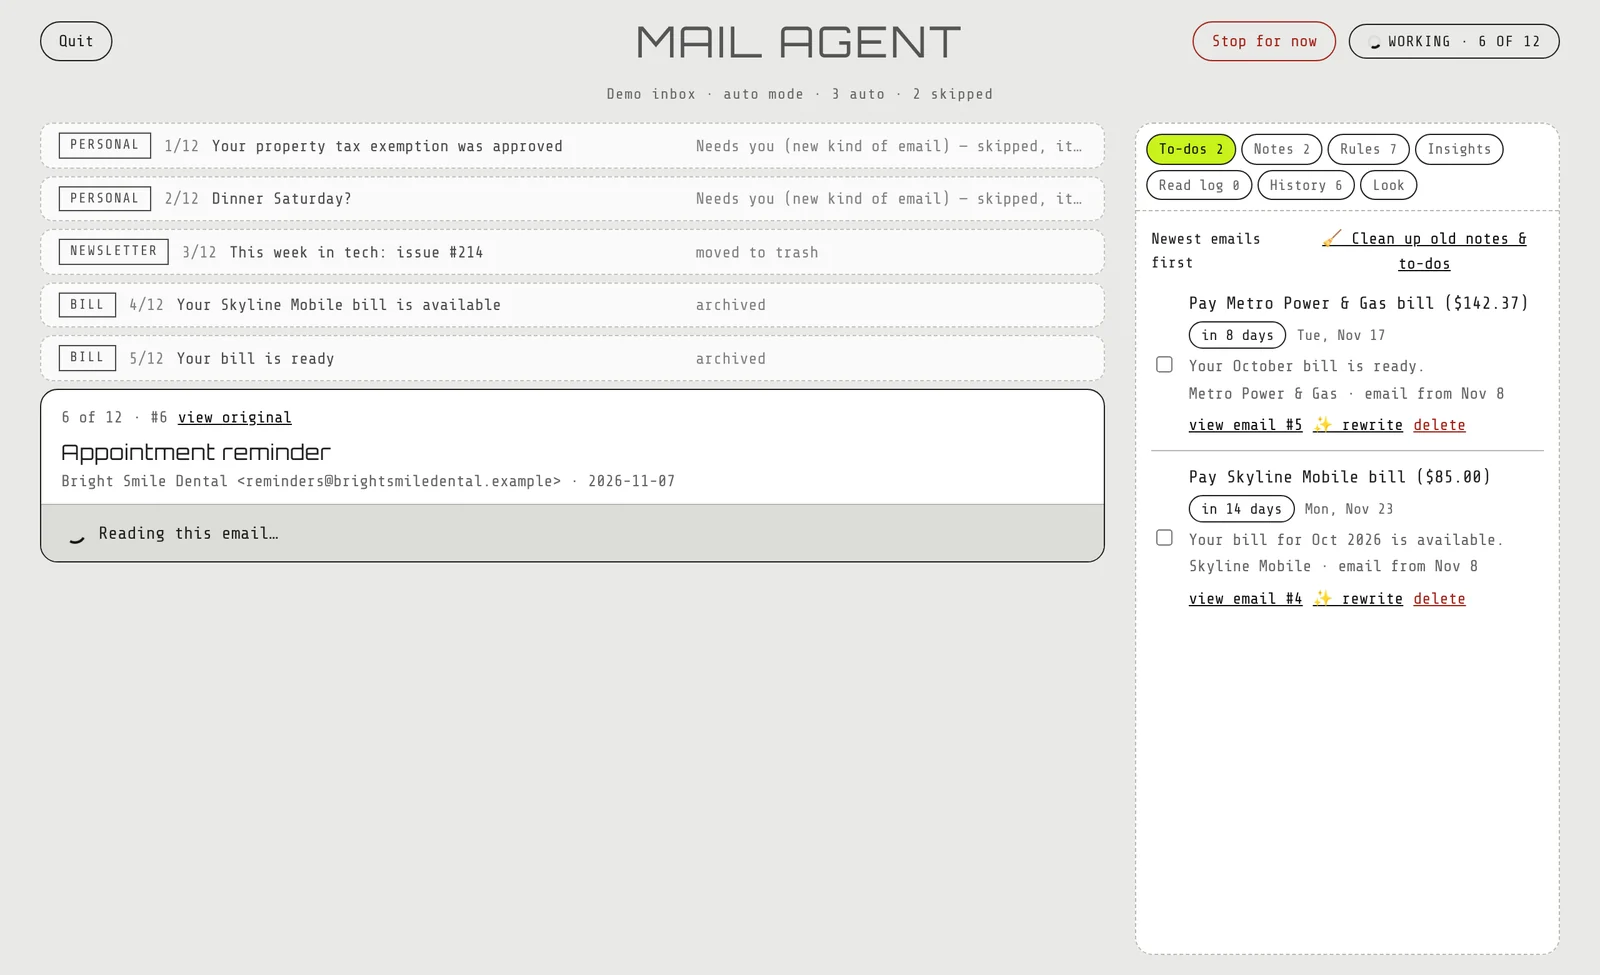 Quit
MAIL AGENT
Stop for now
WORKING · 6 OF 12
Demo inbox · auto mode · 3 auto · 2 skipped
PERSONAL 1/12 Your property tax exemption was approved Needs you (new kind of email) — skipped, it…
PERSONAL 2/12 Dinner Saturday? Needs you (new kind of email) — skipped, it…
NEWSLETTER 3/12 This week in tech: issue #214 moved to trash
BILL 4/12 Your Skyline Mobile bill is available archived
BILL 5/12 Your bill is ready archived
6 of 12 · #6 view original
Appointment reminder
Bright Smile Dental <reminders@brightsmiledental.example> · 2026-11-07
Reading this email…
To-dos 2 Notes 2 Rules 7 Insights
Read log 0 History 6 Look
Newest emails
first
🧹 Clean up old notes &
to-dos
Pay Metro Power & Gas bill ($142.37)
in 8 days Tue, Nov 17
Your October bill is ready.
Metro Power & Gas · email from Nov 8
view email #5 ✨ rewrite delete
Pay Skyline Mobile bill ($85.00)
in 14 days Mon, Nov 23
Your bill for Oct 2026 is available.
Skyline Mobile · email from Nov 8
view email #4 ✨ rewrite delete